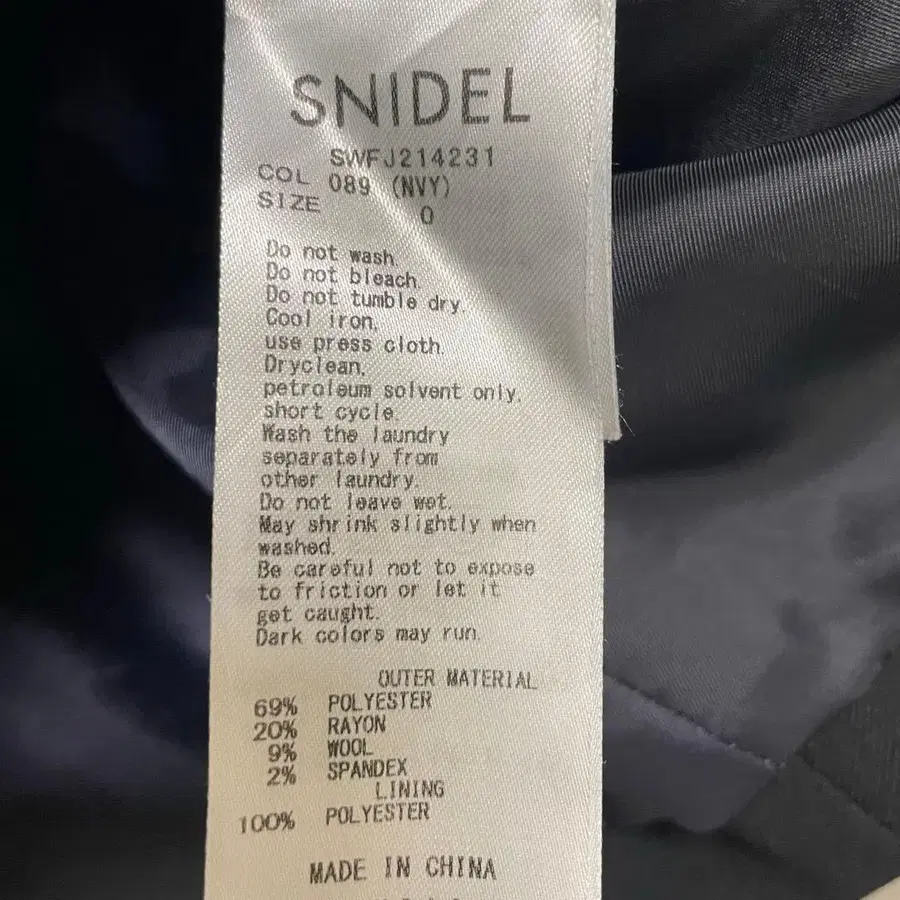 SNIDEL
SWFJ214231
COL 089 (NVY)
SIZE 0
Do not wash.
Do not bleach.
Do not tumble dry.
Cool iron.
use press cloth.
Dryclean.
petroleum solvent only.
short cycle.
Wash the laundry
separately from
other laundry.
Do not leave wet.
May shrink slightly when
washed.
Be careful not to expose
to friction or let it
get caught.
Dark colors may run.
OUTER MATERIAL
69% POLYESTER
20% RAYON
9% WOOL
2% SPANDEX
LINING
100% POLYESTER
MADE IN CHINA